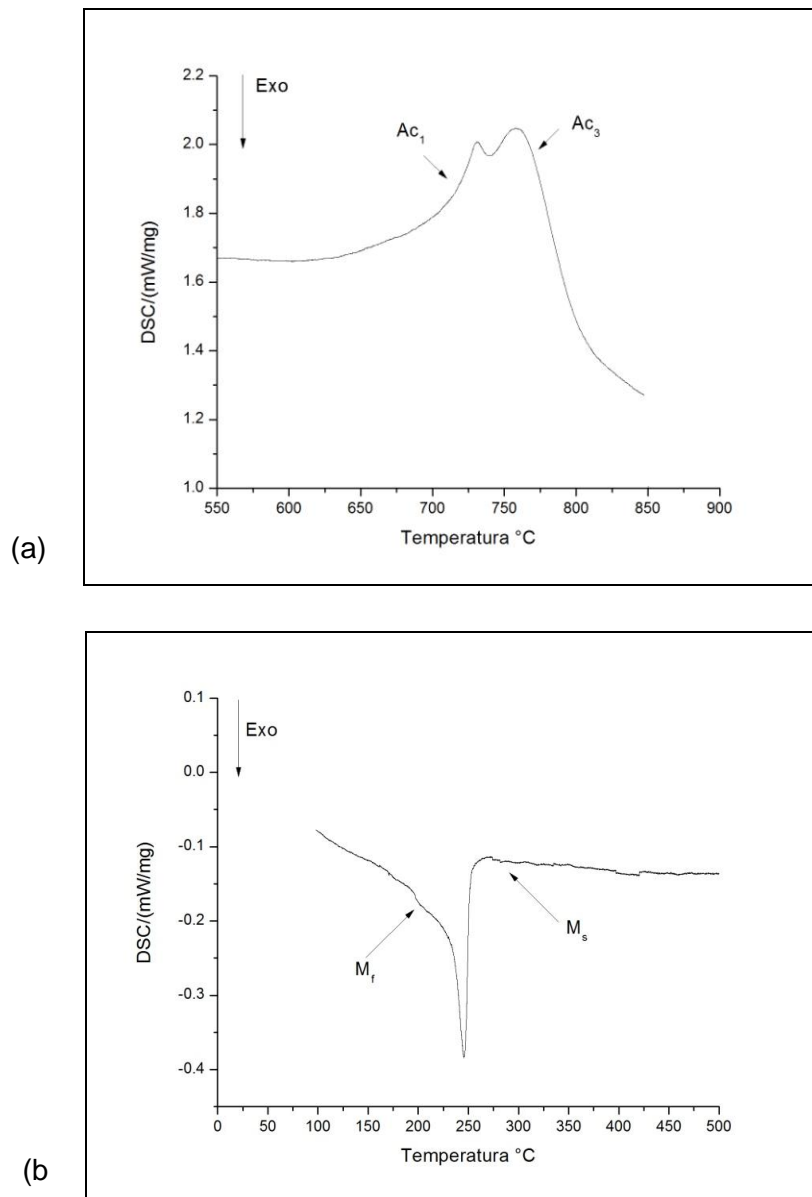 2.2
Exo
2.0
Ac1
Ac3
1.8
DSC/(mW/mg)
1.6
1.4
1.2
1.0
550 600 650 700 750 800 850 900
Temperatura °C
(a)
0.1
Exo
0.0
-0.1
DSC/(mW/mg)
-0.2
Ms
Mf
-0.3
-0.4
0 50 100 150 200 250 300 350 400 450 500
Temperatura °C
(b